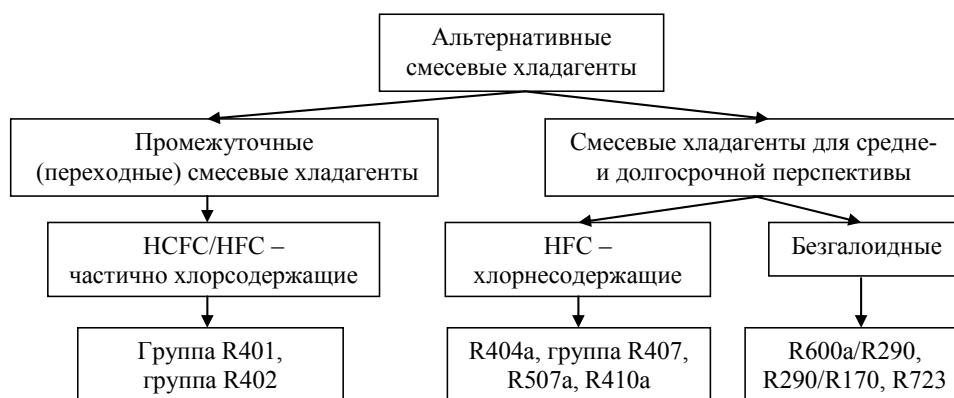 Альтернативные
смесевые хладагенты
Промежуточные
(переходные) смесевые хладагенты
Смесевые хладагенты для средне-
и долгосрочной перспективы
HCFC/HFC –
частично хлорсодержащие
HFC –
хлорнесодержащие
Безгалоидные
Группа R401,
группа R402
R404a, группа R407,
R507a, R410a
R600a/R290,
R290/R170, R723